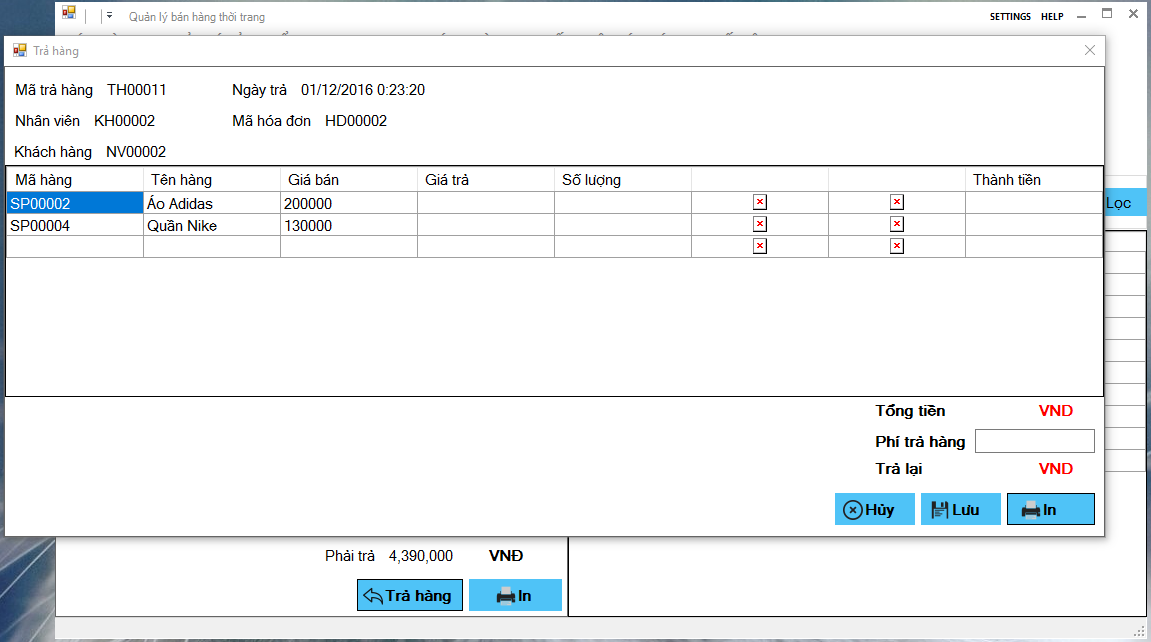 Quản lý bán hàng thời trang
SETTINGS HELP
Trả hàng
Mã trả hàng TH00011 Ngày trả 01/12/2016 0:23:20
Nhân viên KH00002 Mã hóa đơn HD00002
Khách hàng NV00002
Mã hàng Tên hàng Giá bán Giá trả Số lượng Thành tiền
SP00002 Áo Adidas 200000
Lọc
SP00004 Quần Nike 130000
Tổng tiền VND
Phí trả hàng
Trả lại VND
Hủy Lưu In
Phải trả 4,390,000 VNĐ
Trả hàng In